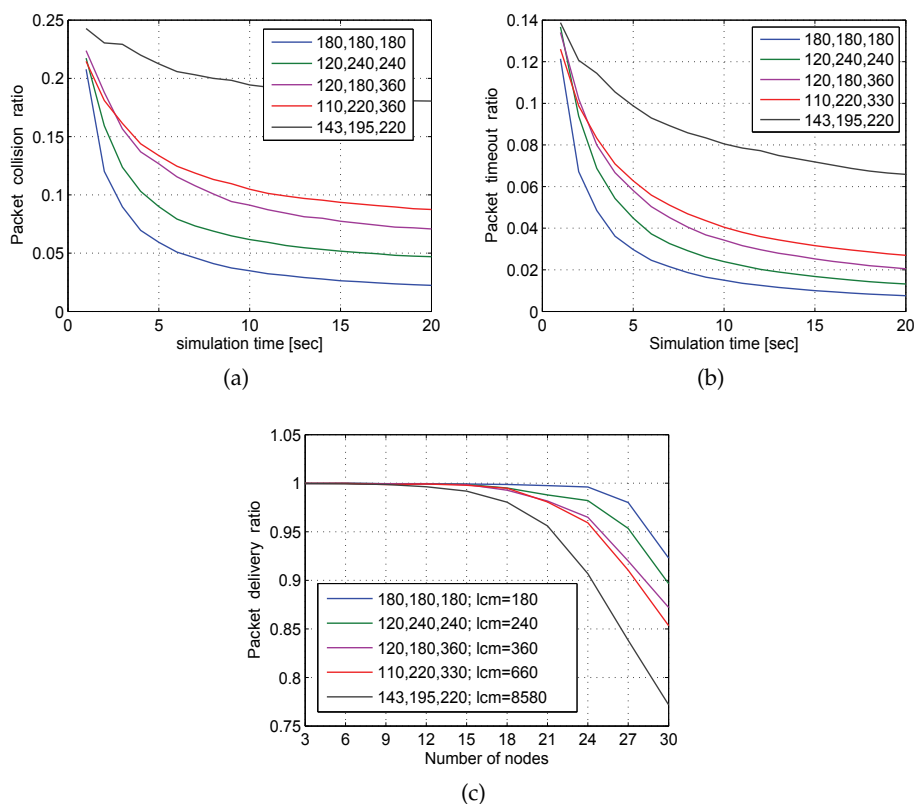 0.25
0.2
0.15
0.1
0.05
0
0 5 10 15 20
Packet collision ratio
simulation time [sec]
180,180,180
120,240,240
120,180,360
110,220,360
143,195,220
(a)
0.14
0.12
0.1
0.08
0.06
0.04
0.02
0
0 5 10 15 20
Packet timeout ratio
Simulation time [sec]
180,180,180
120,240,240
120,180,360
110,220,330
143,195,220
(b)
1.05
1
0.95
0.9
0.85
0.8
0.75
3 6 9 12 15 18 21 24 27 30
Packet delivery ratio
Number of nodes
180,180,180; lcm=180
120,240,240; lcm=240
120,180,360; lcm=360
110,220,330; lcm=660
143,195,220; lcm=8580
(c)